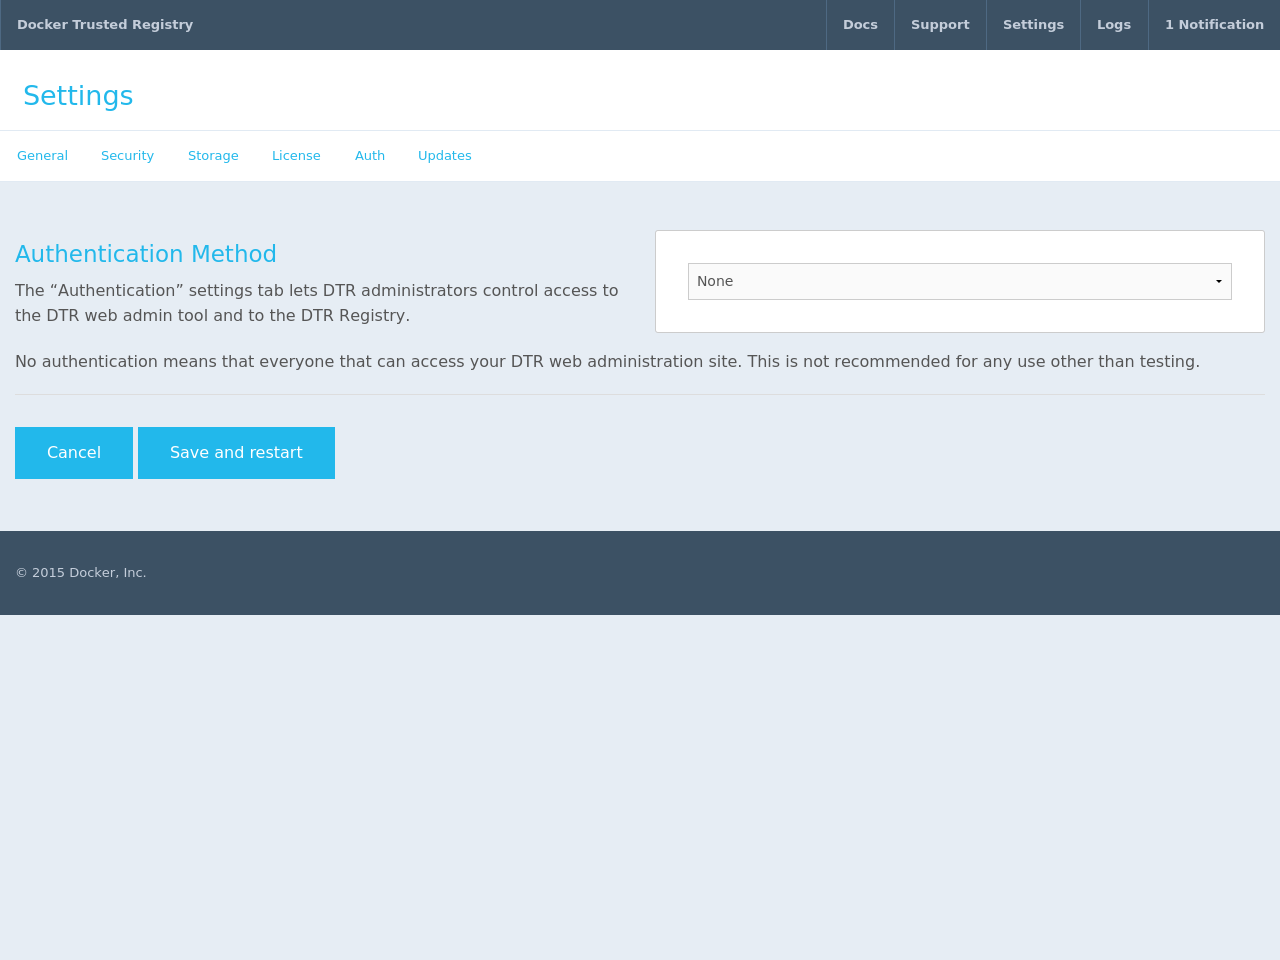 Docker Trusted Registry
Docs
Support
Settings
Logs
1 Notification
Settings
General
Security
Storage
License
Auth
Updates
Authentication Method
The “Authentication” settings tab lets DTR administrators control access to
the DTR web admin tool and to the DTR Registry.
None
No authentication means that everyone that can access your DTR web administration site. This is not recommended for any use other than testing.
Cancel
Save and restart
© 2015 Docker, Inc.